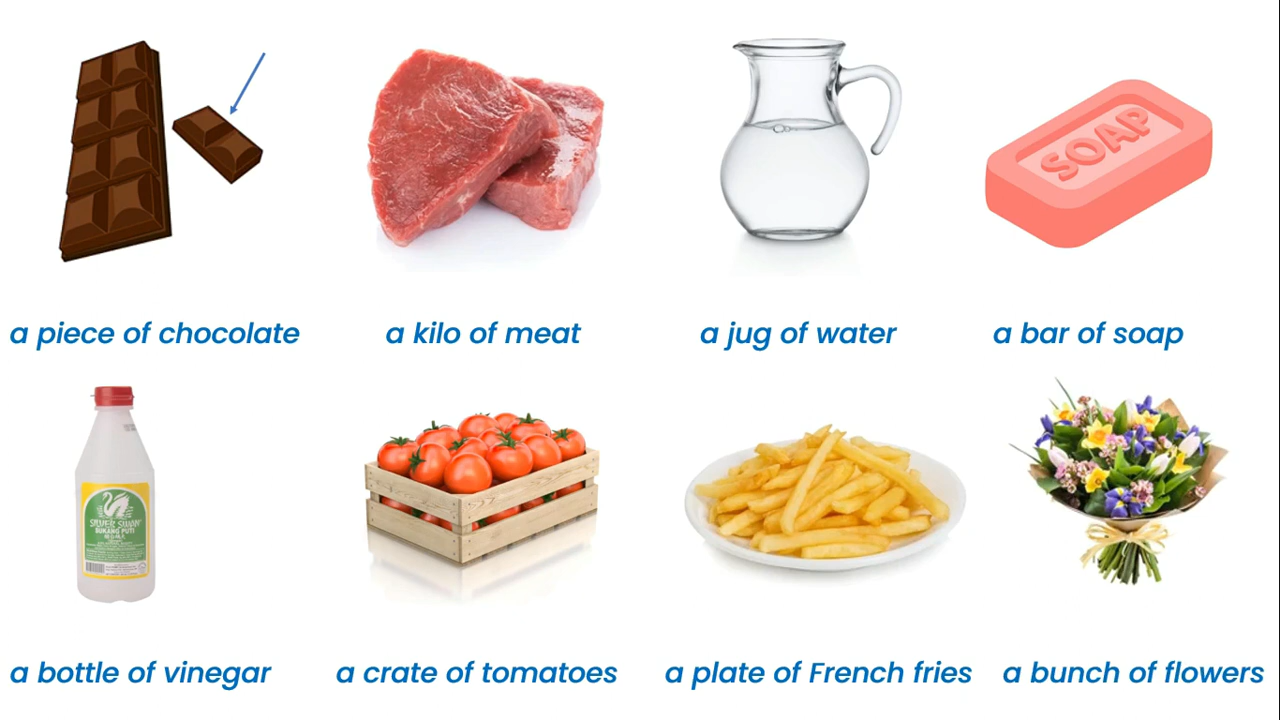 SOAP
a piece of chocolate
a kilo of meat
a jug of water
a bar of soap
SILVER SWAN
SUKANG PUTI
a bottle of vinegar
a crate of tomatoes
a plate of French fries
a bunch of flowers